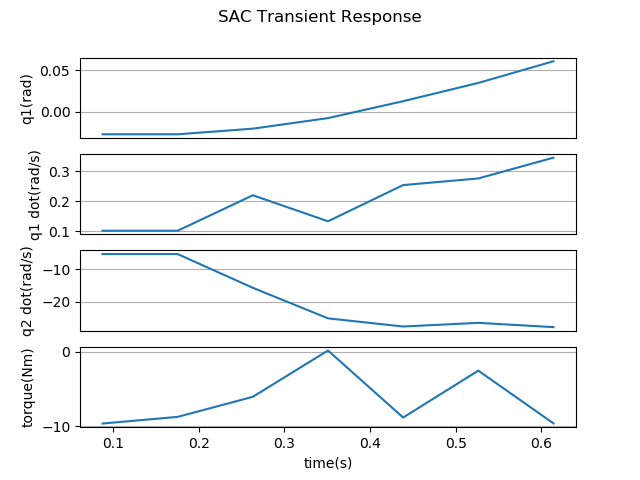 SAC Transient Response
0.05
0.00
q1(rad)
0.3
0.2
0.1
q1 dot(rad/s)
−10
−20
q2 dot(rad/s)
0
−10
torque(Nm)
0.1 0.2 0.3 0.4 0.5 0.6
time(s)